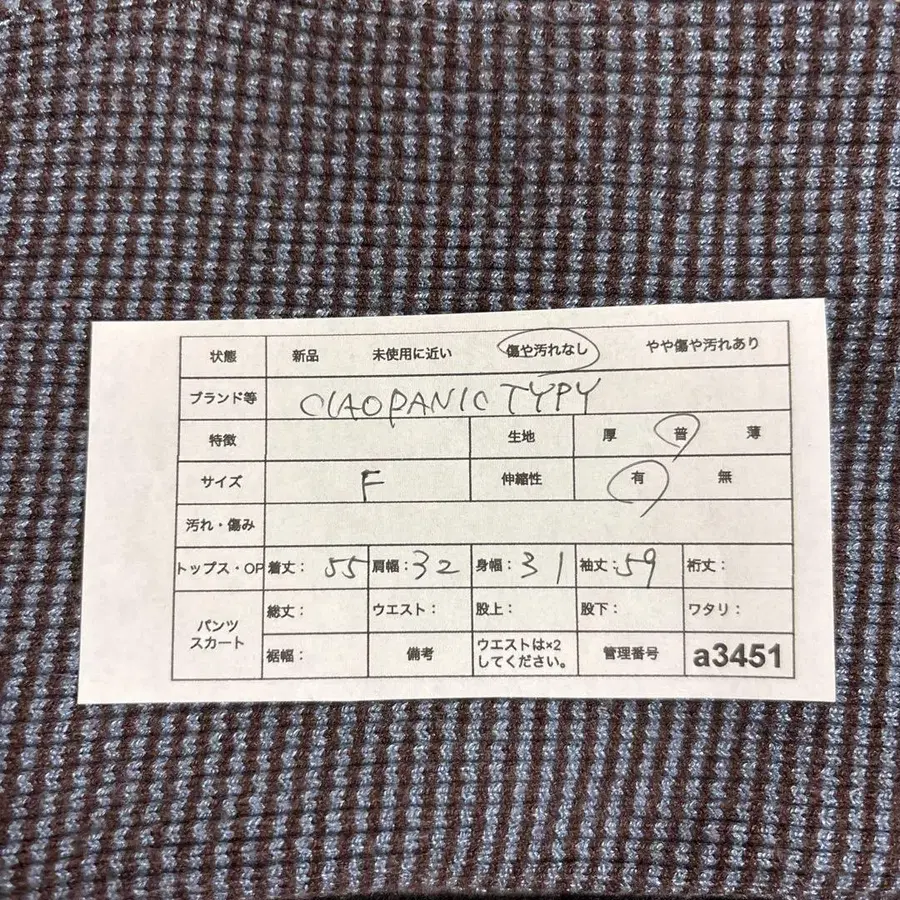 状態 新品 未使用に近い 傷や汚れなし やや傷や汚れあり
ブランド等 CIAOPANIC TYPY
特徴 生地 厚 普 薄
サイズ F 伸縮性 有 無
汚れ・傷み
トップス・OP 着丈：55 肩幅：32 身幅：31 袖丈：59 裄丈：
パンツ スカート 総丈： ウエスト： 股上： 股下： ワタリ：
裾幅： 備考 ウエストは×2 してください。 管理番号 a3451